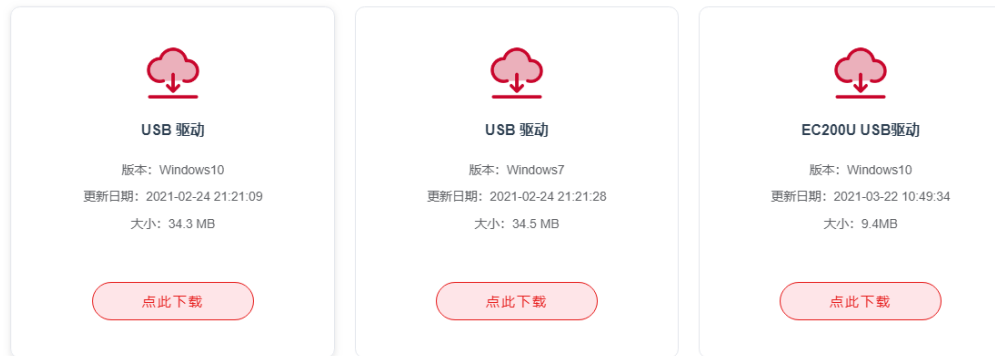 USB 驱动
版本：Windows10
更新日期：2021-02-24 21:21:09
大小：34.3 MB
点此下载
USB 驱动
版本：Windows7
更新日期：2021-02-24 21:21:28
大小：34.5 MB
点此下载
EC200U USB驱动
版本：Windows10
更新日期：2021-03-22 10:49:34
大小：9.4MB
点此下载